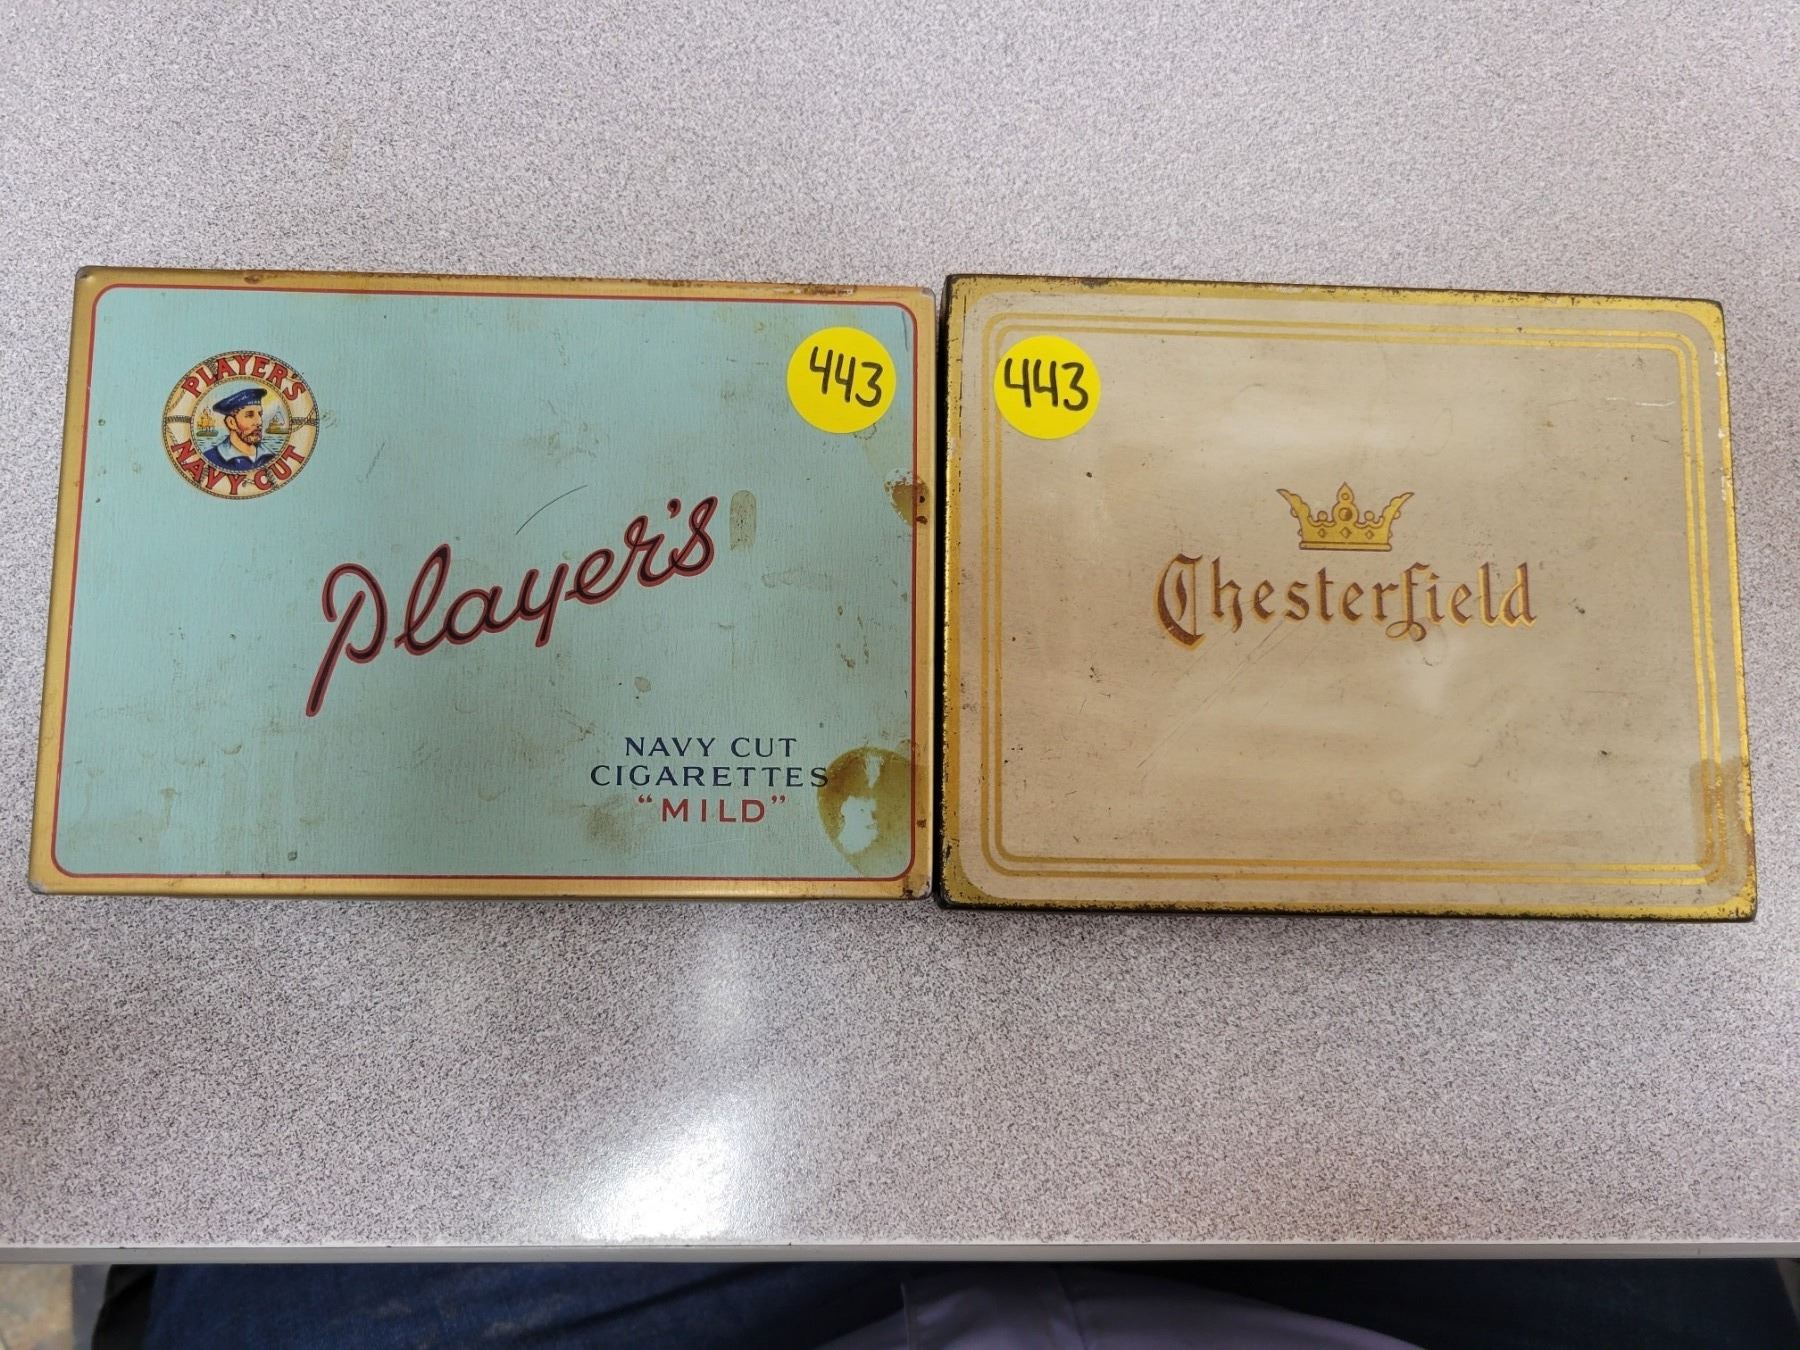 PLAYER'S
NAVY CUT
443
Player's
NAVY CUT
CIGARETTES
"MILD"
443
Chesterfield